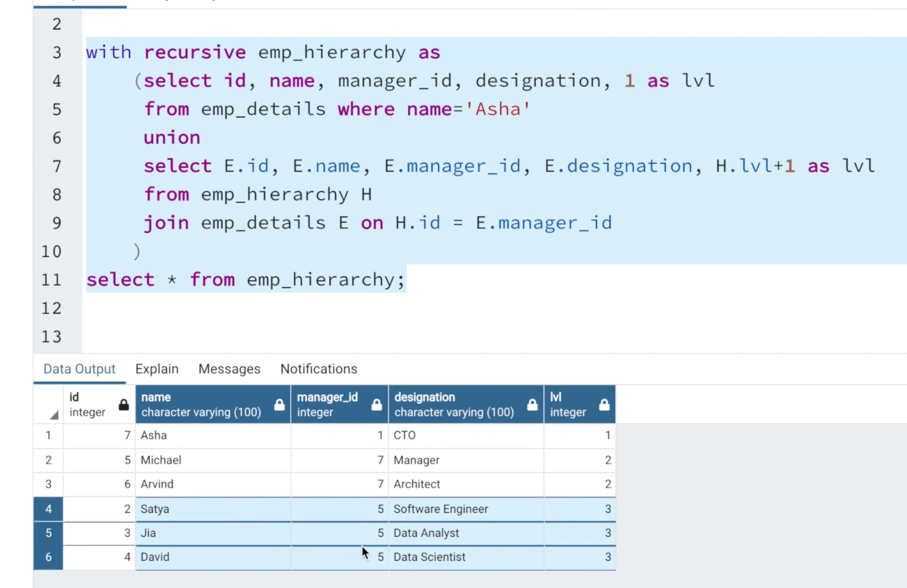 2
3 with recursive emp_hierarchy as
4 (select id, name, manager_id, designation, 1 as lvl
5 from emp_details where name='Asha'
6 union
7 select E.id, E.name, E.manager_id, E.designation, H.lvl+1 as lvl
8 from emp_hierarchy H
9 join emp_details E on H.id = E.manager_id
10 )
11 select * from emp_hierarchy;
12
13
Data Output Explain Messages Notifications
id name manager_id designation lvl
integer character varying (100) integer character varying (100) integer
1 7 Asha 1 CTO 1
2 5 Michael 7 Manager 2
3 6 Arvind 7 Architect 2
4 2 Satya 5 Software Engineer 3
5 3 Jia 5 Data Analyst 3
6 4 David 5 Data Scientist 3